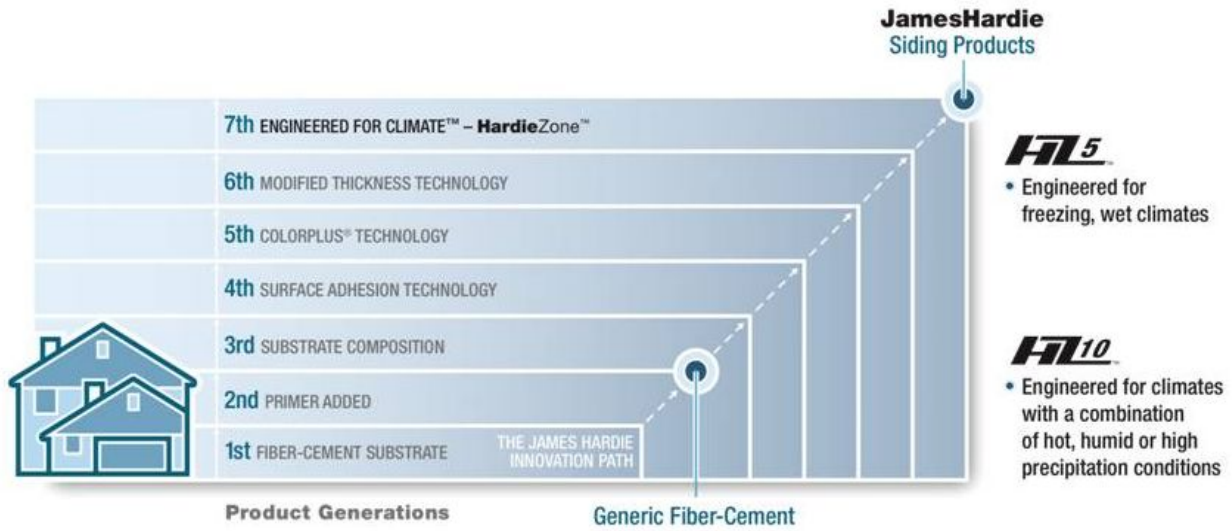 JamesHardie
Siding Products
7th ENGINEERED FOR CLIMATE™ – HardieZone™
6th MODIFIED THICKNESS TECHNOLOGY
5th COLORPLUS® TECHNOLOGY
4th SURFACE ADHESION TECHNOLOGY
3rd SUBSTRATE COMPOSITION
2nd PRIMER ADDED
1st FIBER-CEMENT SUBSTRATE
THE JAMES HARDIE
INNOVATION PATH
Product Generations
Generic Fiber-Cement
HZ5™
• Engineered for
freezing, wet climates
HZ10™
• Engineered for climates
with a combination
of hot, humid or high
precipitation conditions